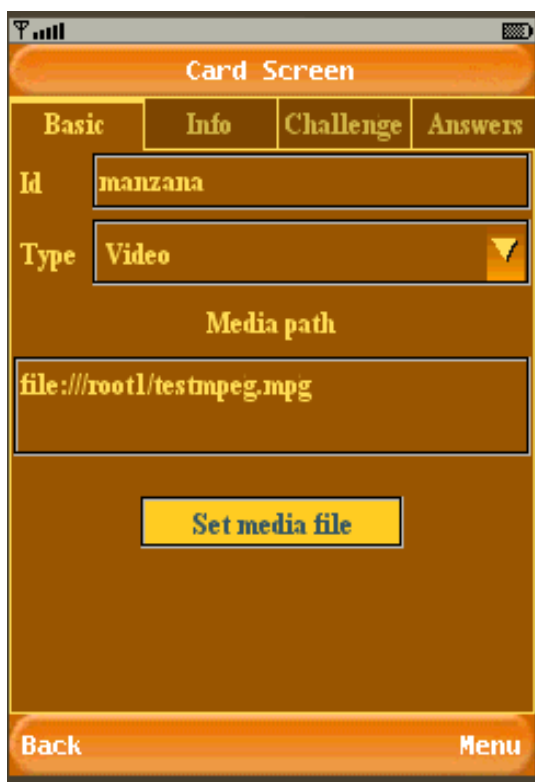 Card Screen
Basic Info Challenge Answers
Id manzana
Type Video
Media path
file:///root1/testmpeg.mpg
Set media file
Back Menu